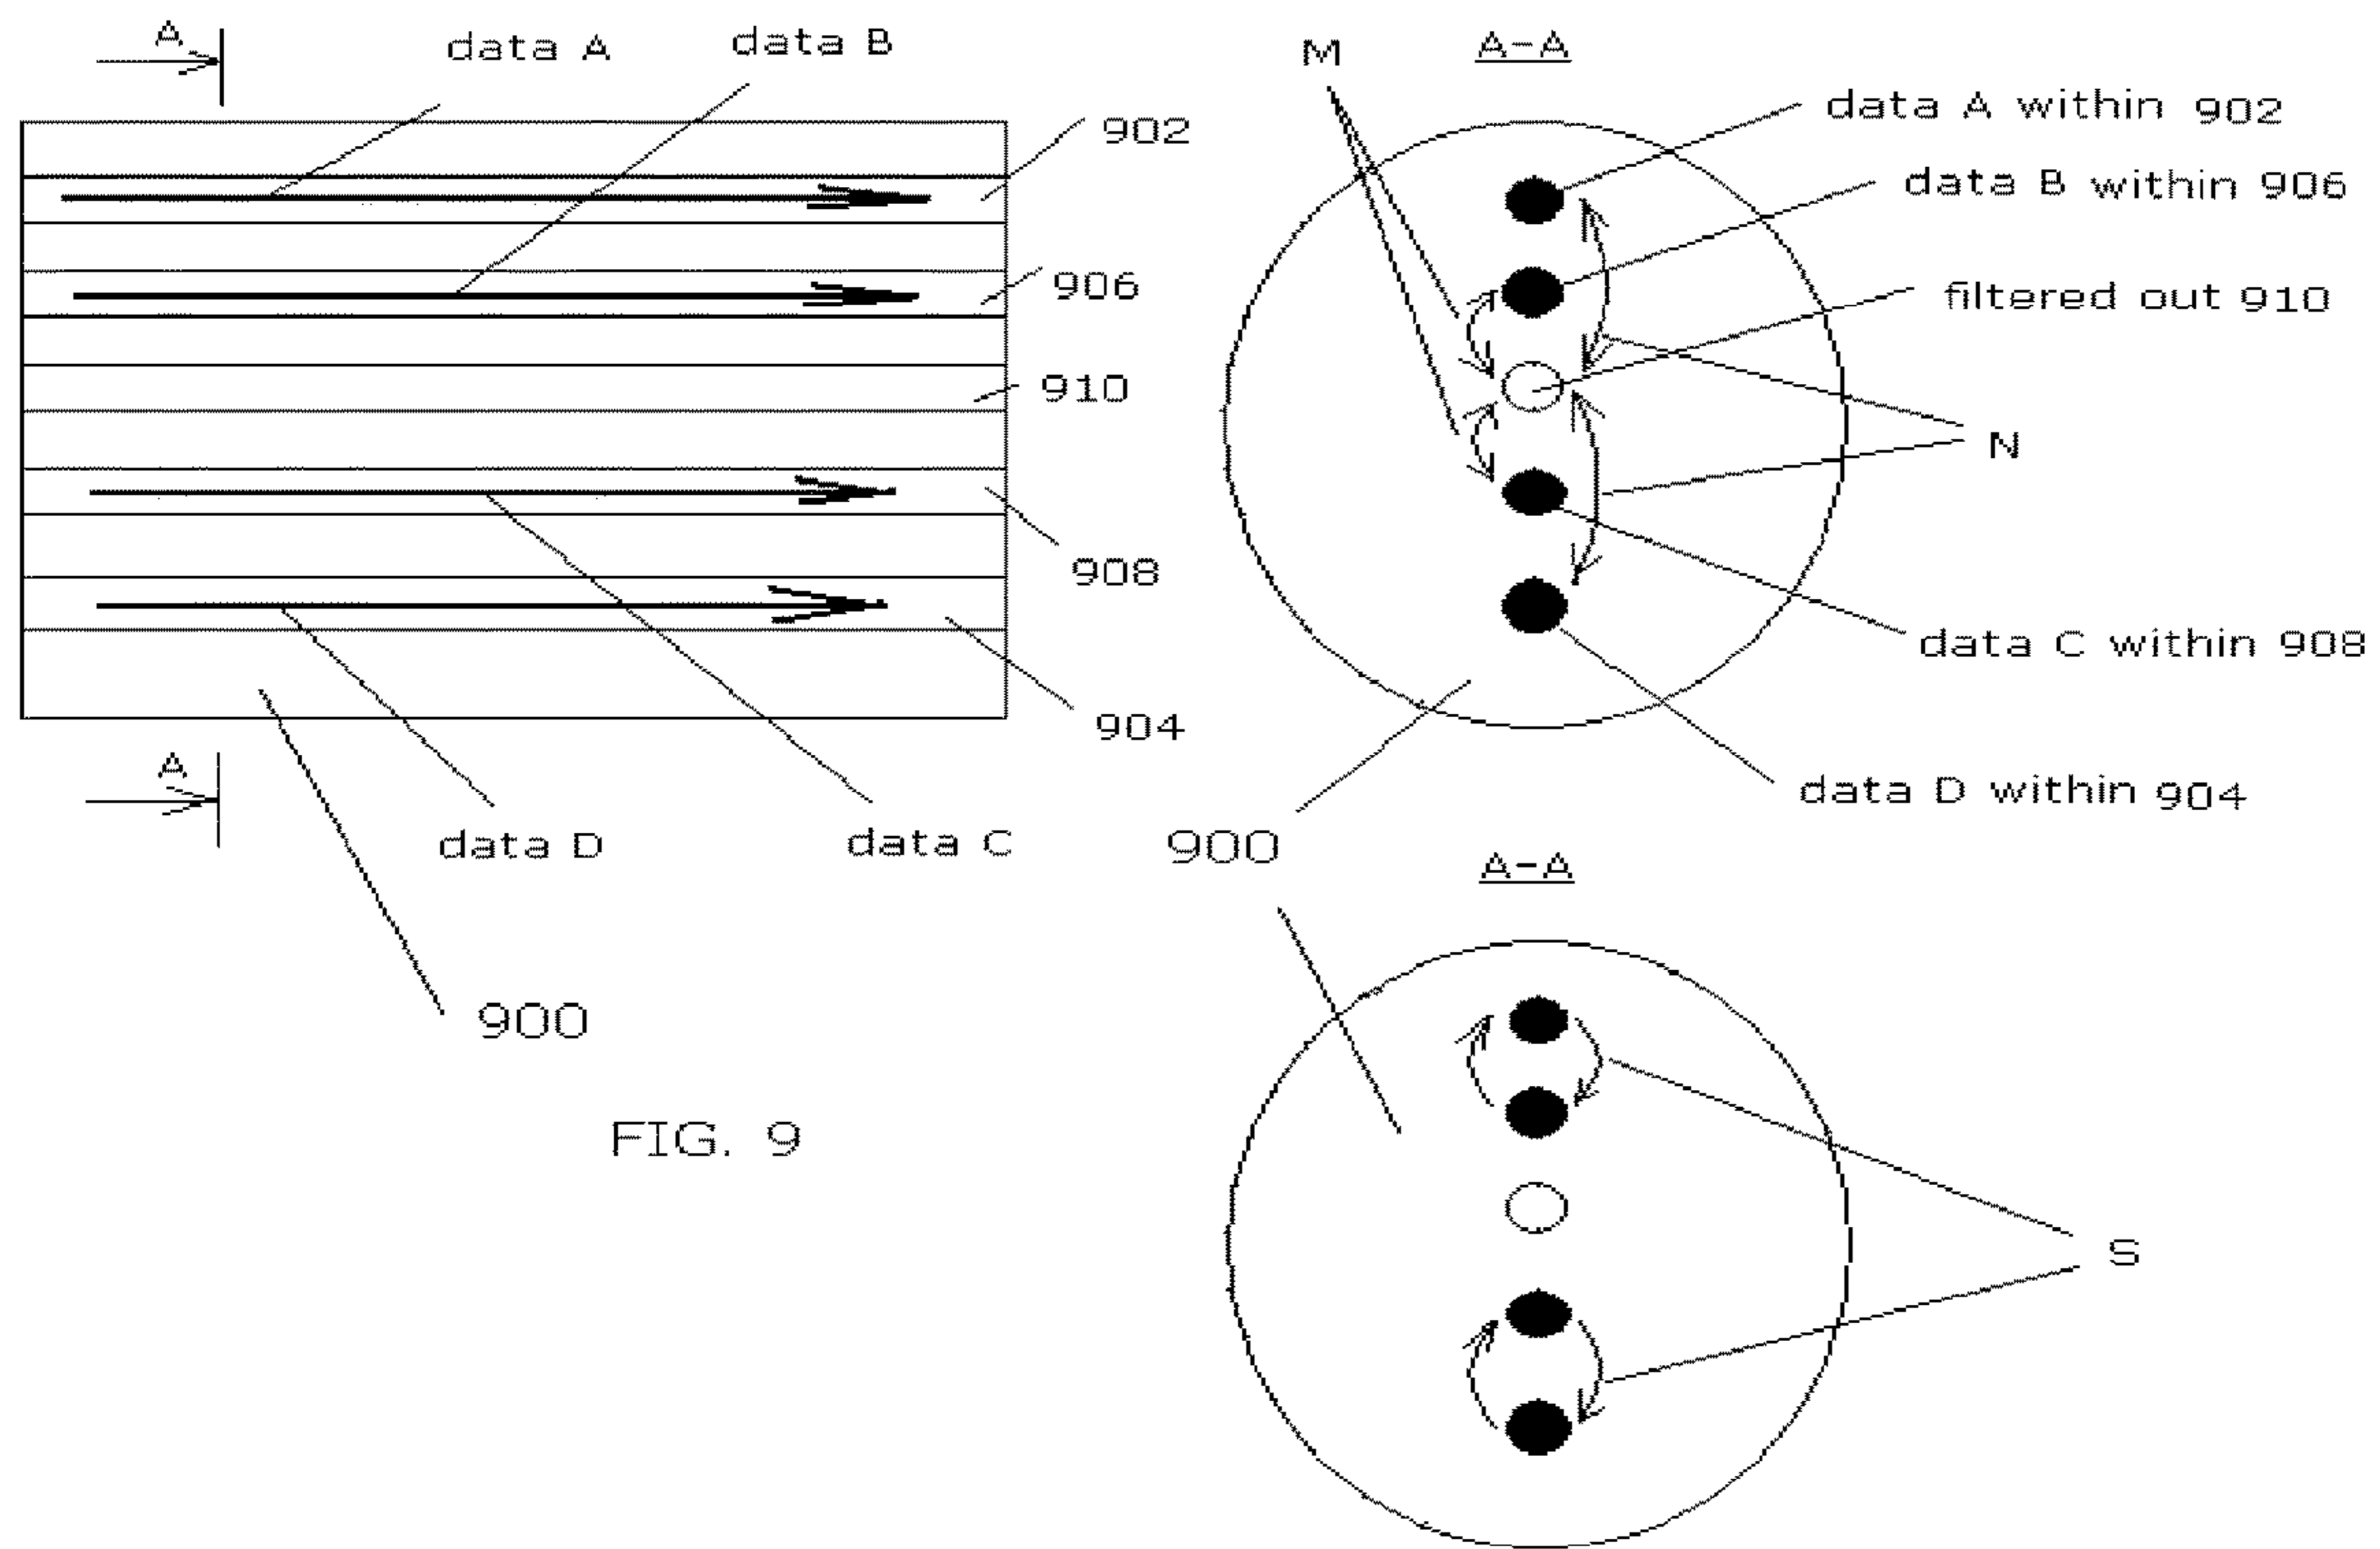 A
data A
data B
902
906
910
908
904
A
data D
data C
900
FIG. 9
M
A-A
data A within 902
data B within 906
filtered out 910
N
data C within 908
data D within 904
900
A-A
S